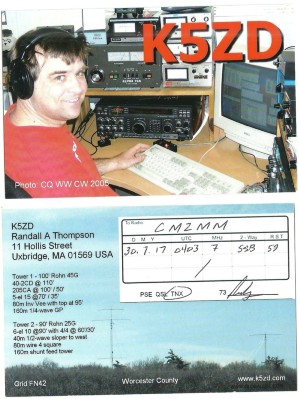 K5ZD
Photo: CQ WW CW 2005
K5ZD
Randall A Thompson
11 Hollis Street
Uxbridge, MA 01569 USA
Tower 1 - 100' Rohn 45G
40-2CD @ 110'
205CA @ 100' / 50'
5-el 15 @70' / 35'
80m Inv Vee with top at 95'
160m 1/4-wave GP
Tower 2 - 90' Rohn 25G
6-el 10 @90' with 4/4 @ 60'/30'
40m 1/2-wave sloper to west
80m wire 4 square
160m shunt feed tower
Grid FN42
To Radio
CM2MM
D M Y UTC MHz 2-Way RST
30.7.17 0403 7 SSB 59
PSE QSL TNX 73
Worcester County
www.k5zd.com